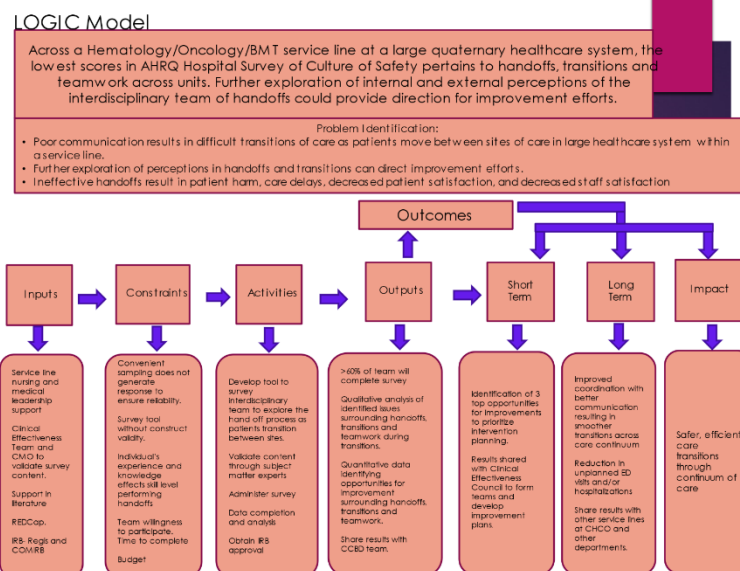 LOGIC Model
Across a Hematology/Oncology/BMT service line at a large quaternary healthcare system, the
lowest scores in AHRQ Hospital Survey of Culture of Safety pertains to handoffs, transitions and
teamwork across units. Further exploration of internal and external perceptions of the
interdisciplinary team of handoffs could provide direction for improvement efforts.
Problem Identification:
• Poor communication results in difficult transitions of care as patients move between sites of care in large healthcare system within
a service line.
• Further exploration of perceptions in handoffs and transitions can direct improvement efforts.
• Ineffective handoffs result in patient harm, care delays, decreased patient satisfaction, and decreased staff satisfaction
Outcomes
Inputs
Constraints
Activities
Outputs
Short
Term
Long
Term
Impact
Service line
nursing and
medical
leadership
support
Clinical
Effectiveness
Team and
CMO to
validate survey
content.
Support in
literature
REDCap.
IRB- Regis and
COMIRB
Convenient
sampling does not
generate
response to
ensure reliability.
Survey tool
without construct
validity.
Individual's
experience and
knowledge
effects skill level
performing
handoffs
Team willingness
to participate.
Time to complete
Budget
Develop tool to
survey
interdisciplinary
team to explore the
hand off process as
patients transition
between sites.
Validate content
through subject
matter experts
Administer survey
Data completion
and analysis
Obtain IRB
approval
>60% of team will
complete survey
Qualitative analysis of
identified issues
surrounding handoffs,
transitions and
teamwork during
transitions.
Quantitative data
identifying
opportunities for
improvement
surrounding handoffs,
transitions and
teamwork.
Share results with
CCBD team.
Identification of 3
top opportunities for
improvements to
prioritize
intervention
planning.
Results shared
with Clinical
Effectiveness
Council to form
teams and
develop
improvement
plans.
Improved
coordination with
better
communication
resulting in
smoother
transitions across
care continuum
Reduction in
unplanned ED
visits and/or
hospitalizations
Share results with
other service lines
at CHCO and
other
departments.
Safer, efficient
care
transitions
through
continuum of
care